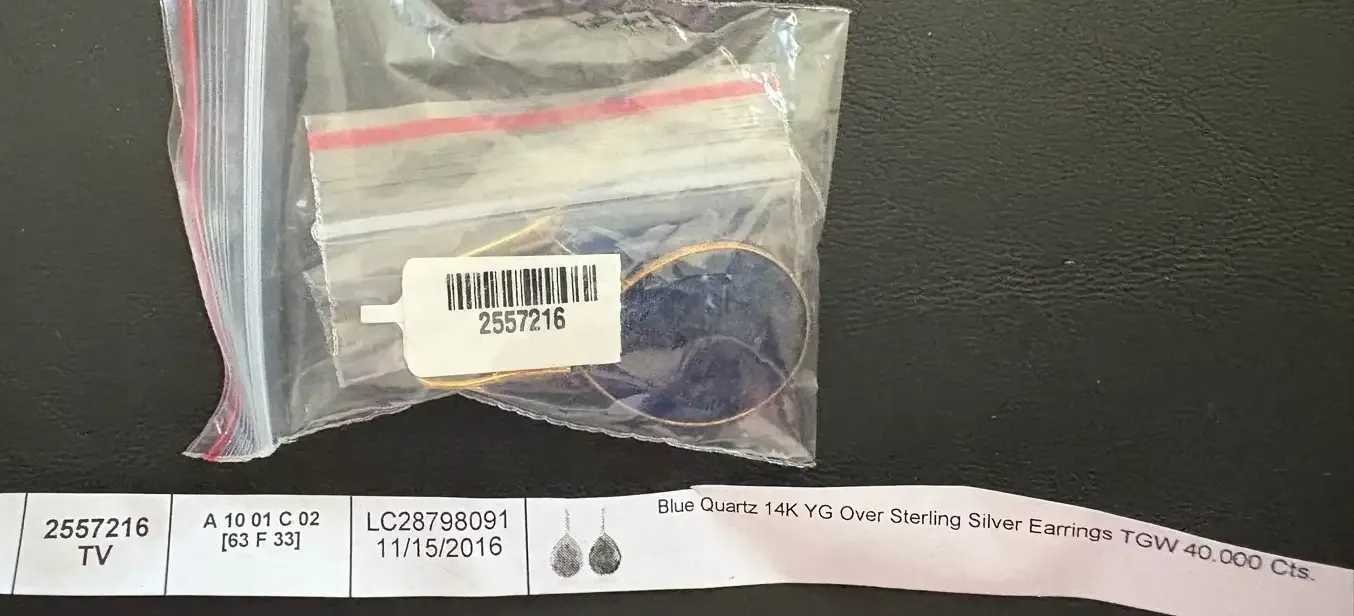 2557216
2557216
TV
A 10 01 C 02
[63 F 33]
LC28798091
11/15/2016
Blue Quartz 14K YG Over Sterling Silver Earrings TGW 40.000 Cts.